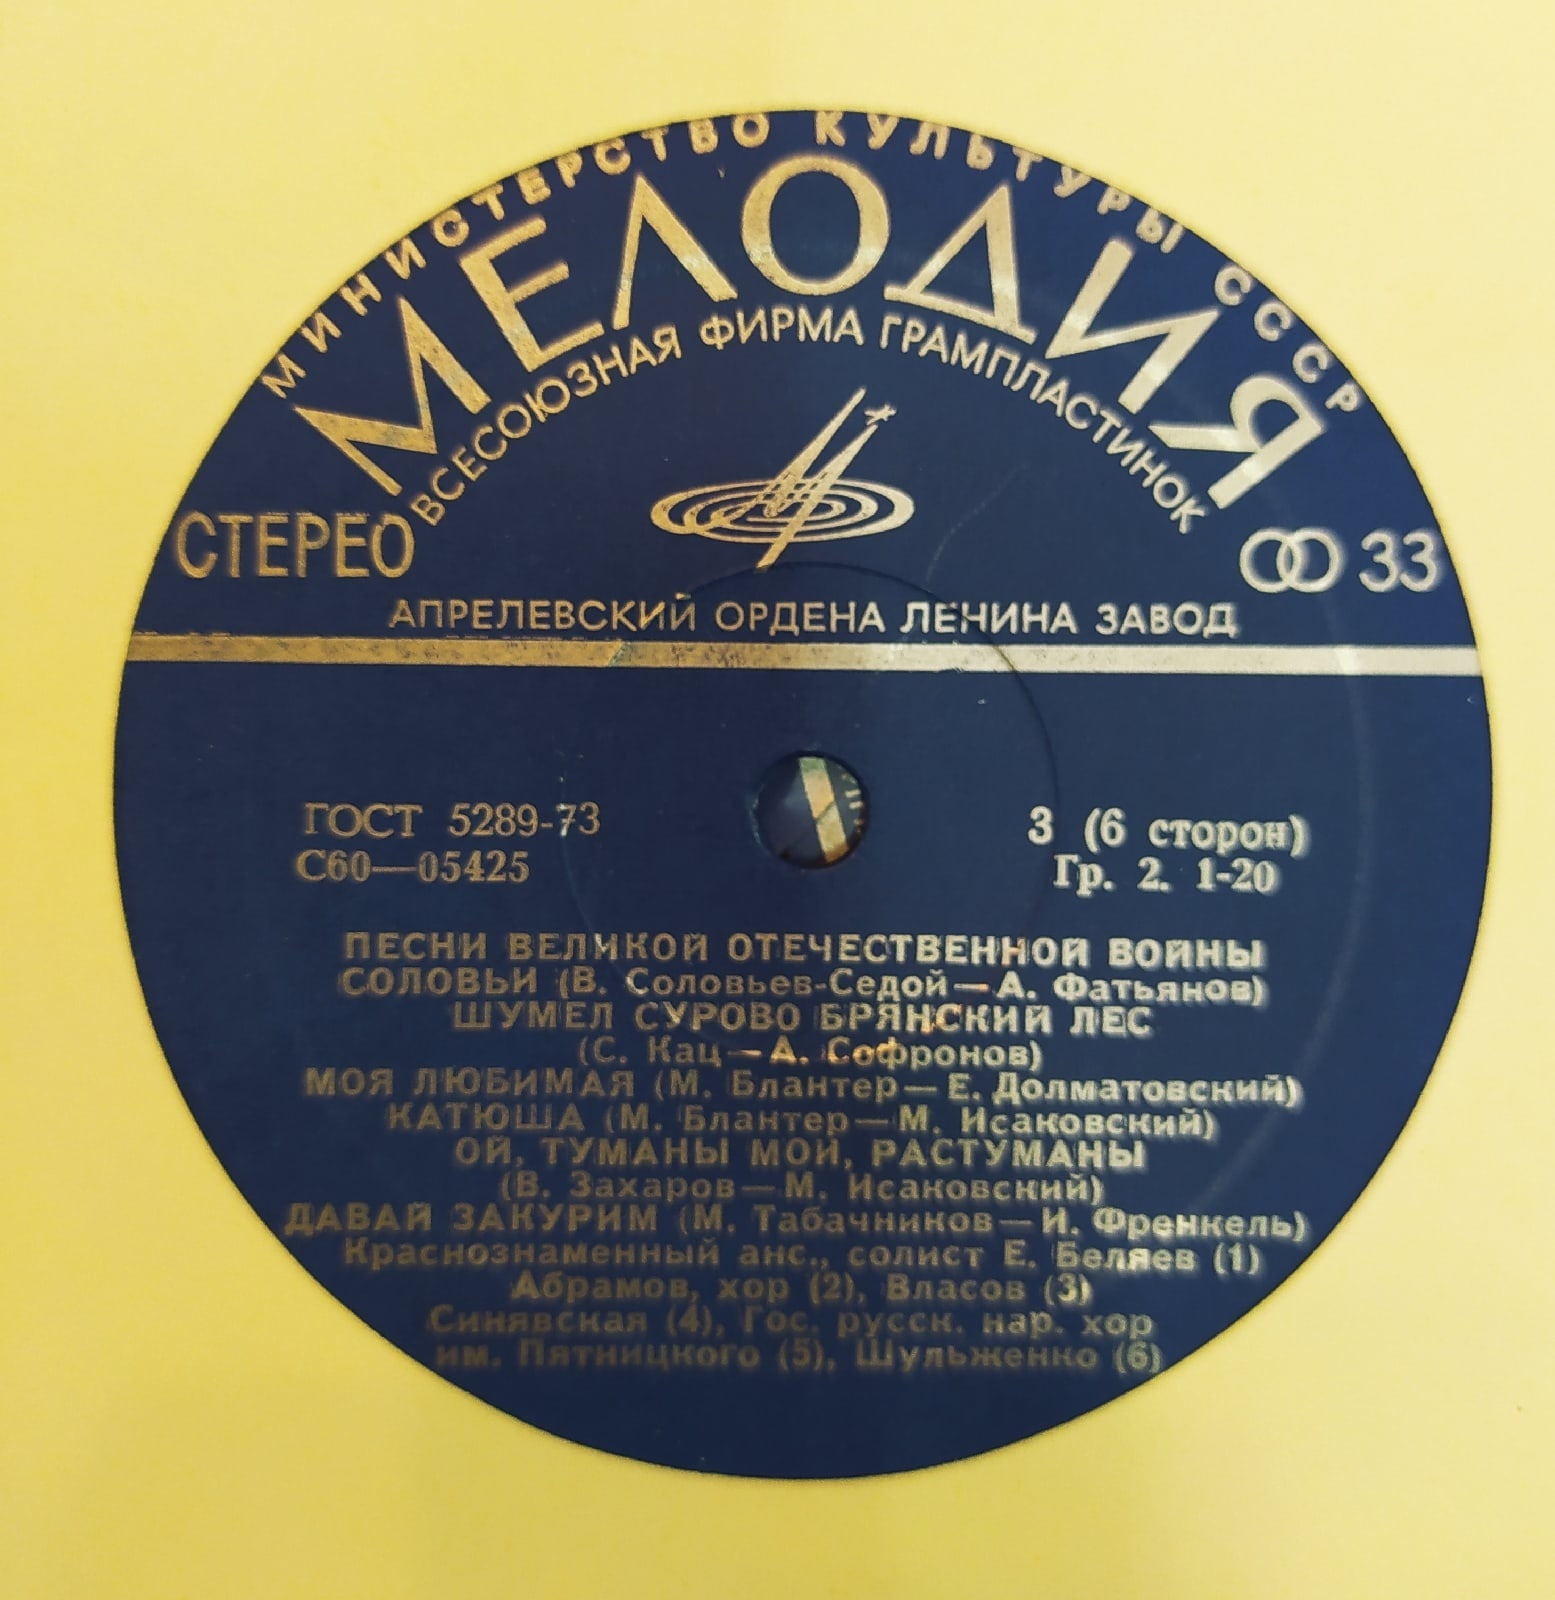 МИНИСТЕРСТВО КУЛЬТУРЫ СССР
МЕЛОДИЯ
ВСЕСОЮЗНАЯ ФИРМА ГРАМПЛАСТИНОК
СТЕРЕО
33
АПРЕЛЕВСКИЙ ОРДЕНА ЛЕНИНА ЗАВОД
ГОСТ 5289-73
3 (6 сторон)
С60—05425
Гр. 2. 1-20
ПЕСНИ ВЕЛИКОЙ ОТЕЧЕСТВЕННОЙ ВОЙНЫ
СОЛОВЬИ (В. Соловьев-Седой—А. Фатьянов)
ШУМЕЛ СУРОВО БРЯНСКИЙ ЛЕС
(С. Кац—А. Софронов)
МОЯ ЛЮБИМАЯ (М. Блантер—Е. Долматовский)
КАТЮША (М. Блантер—М. Исаковский)
ОЙ, ТУМАНЫ МОИ, РАСТУМАНЫ
(В. Захаров—М. Исаковский)
ДАВАЙ ЗАКУРИМ (М. Табачников—И. Френкель)
Краснознаменный анс., солист Е. Беляев (1)
Абрамов, хор (2), Власов (3)
Синявская (4), Гос. русск. нар. хор
им. Пятницкого (5), Шульженко (6)